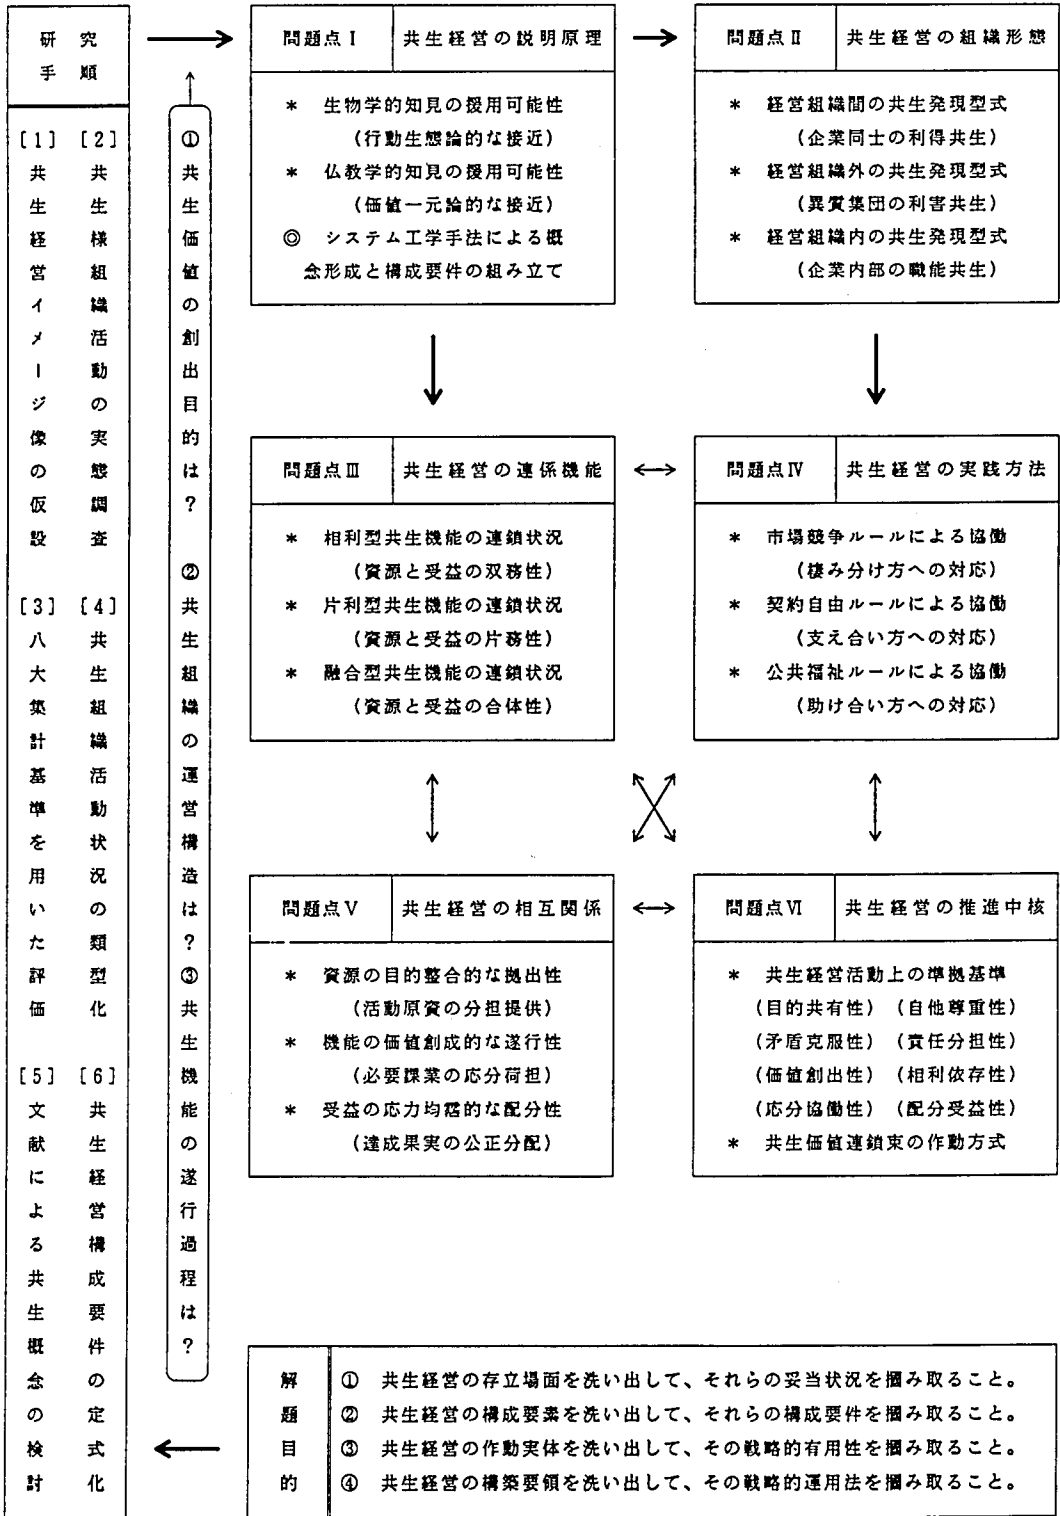 研究
手順
[1]共生経営イメージ像の仮設
[2]共生様組織活動の実態調査
[3]八大集計基準を用いた評価
[4]共生組織活動状況の類型化
[5]文献による共生概念の検討
[6]共生経営構成要件の定式化
①共生価値の創出目的は？
②共生組織の運営構造は？
③共生機能の遂行過程は？
問題点Ⅰ 共生経営の説明原理
* 生物学的知見の援用可能性
(行動生態論的な接近)
* 仏教学的知見の援用可能性
(価値一元論的な接近)
◎ システム工学手法による概
念形成と構成要件の組み立て
問題点Ⅱ 共生経営の組織形態
* 経営組織間の共生発現型式
(企業同士の利得共生)
* 経営組織外の共生発現型式
(異質集団の利害共生)
* 経営組織内の共生発現型式
(企業内部の職能共生)
問題点Ⅲ 共生経営の連係機能
* 相利型共生機能の連鎖状況
(資源と受益の双務性)
* 片利型共生機能の連鎖状況
(資源と受益の片務性)
* 融合型共生機能の連鎖状況
(資源と受益の合体性)
問題点Ⅳ 共生経営の実践方法
* 市場競争ルールによる協働
(棲み分け方への対応)
* 契約自由ルールによる協働
(支え合い方への対応)
* 公共福祉ルールによる協働
(助け合い方への対応)
問題点Ⅴ 共生経営の相互関係
* 資源の目的整合的な拠出性
(活動原資の分担提供)
* 機能の価値創成的な遂行性
(必要課業の応分荷担)
* 受益の応力均霑的な配分性
(達成果実の公正分配)
問題点Ⅵ 共生経営の推進中核
* 共生経営活動上の準拠基準
(目的共有性) (自他尊重性)
(矛盾克服性) (責任分担性)
(価値創出性) (相利依存性)
(応分協働性) (配分受益性)
* 共生価値連鎖束の作動方式
解題目的
① 共生経営の存立場面を洗い出して、それらの妥当状況を掴み取ること。
② 共生経営の構成要素を洗い出して、それらの構成要件を掴み取ること。
③ 共生経営の作動実体を洗い出して、その戦略的有用性を掴み取ること。
④ 共生経営の構築要領を洗い出して、その戦略的運用法を掴み取ること。